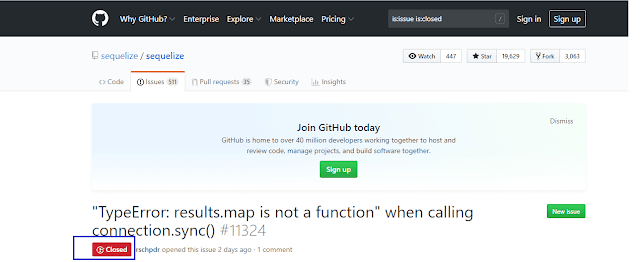 Why GitHub? Enterprise Explore Marketplace Pricing is:issue is:closed / Sign in Sign up
sequelize / sequelize Watch 447 Star 19,629 Fork 3,063
Code Issues 511 Pull requests 35 Security Insights
Join GitHub today
Dismiss
GitHub is home to over 40 million developers working together to host and
review code, manage projects, and build software together.
Sign up
"TypeError: results.map is not a function" when calling
connection.sync() #11324
New issue
Closed rschpdr opened this issue 2 days ago · 1 comment